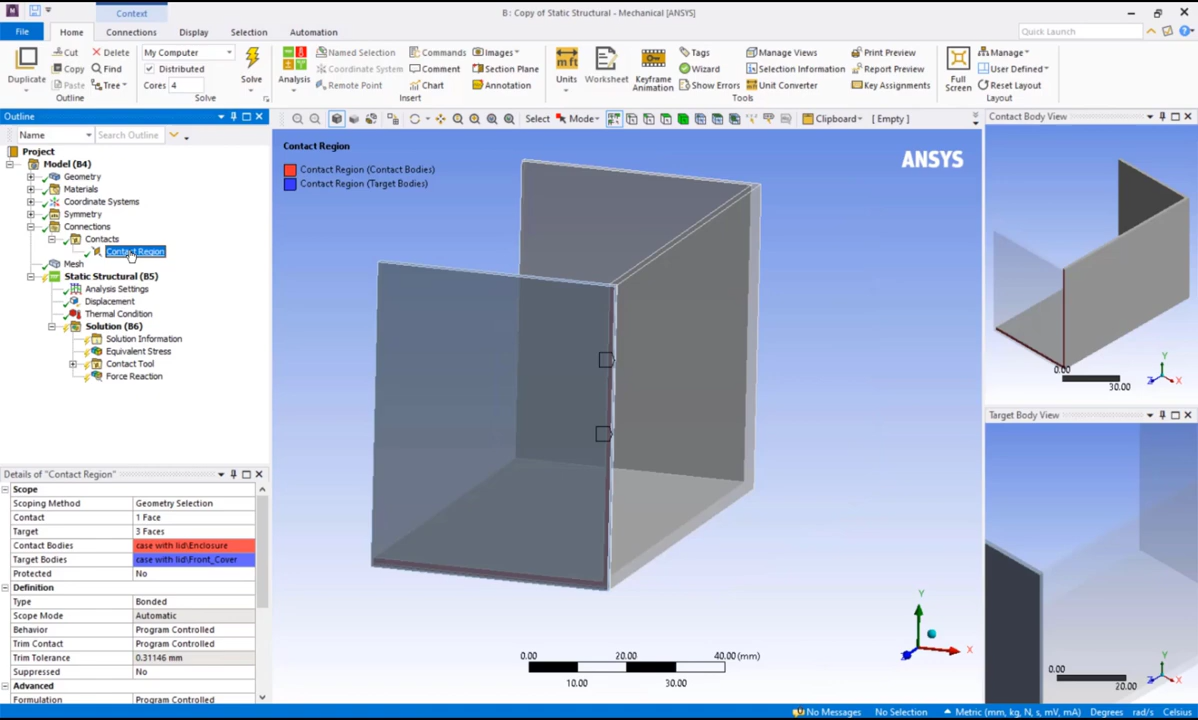 Context
B : Copy of Static Structural - Mechanical [ANSYS]
File Home Connections Display Selection Automation Quick Launch
Duplicate Cut Copy Paste Delete Find Tree
Outline
My Computer
Distributed
Cores 4
Solve
Solve
Analysis Named Selection Coordinate System Remote Point Commands Comment Chart Images Section Plane Annotation
Insert
Units Worksheet Keyframe Animation Tags Wizard Show Errors Manage Views Selection Information Unit Converter Print Preview Report Preview Key Assignments
Tools
Full Screen Manage User Defined Reset Layout
Layout
Outline
Name Search Outline
Select Mode Clipboard [ Empty ]
Project
Model (B4)
Geometry
Materials
Coordinate Systems
Symmetry
Connections
Contacts
Contact Region
Mesh
Static Structural (B5)
Analysis Settings
Displacement
Thermal Condition
Solution (B6)
Solution Information
Equivalent Stress
Contact Tool
Force Reaction
Details of "Contact Region"
Scope
Scoping Method Geometry Selection
Contact 1 Face
Target 3 Faces
Contact Bodies case with lid\Enclosure
Target Bodies case with lid\Front_Cover
Protected No
Definition
Type Bonded
Scope Mode Automatic
Behavior Program Controlled
Trim Contact Program Controlled
Trim Tolerance 0.31146 mm
Suppressed No
Advanced
Formulation Program Controlled
Contact Region
Contact Region (Contact Bodies)
Contact Region (Target Bodies)
ANSYS
0.00 20.00 40.00 (mm)
10.00 30.00
Y
X
Z
Contact Body View
0.00
30.00
Y
Z X
Target Body View
0.00
20.00
Y
Z X
No Messages No Selection Metric (mm, kg, N, s, mV, mA) Degrees rad/s Celsius